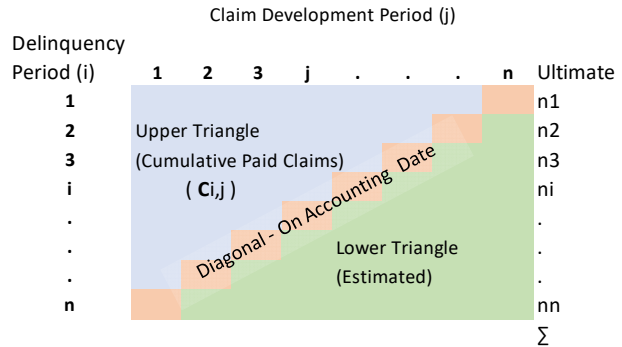 Claim Development Period (j)
Delinquency
Period (i) 1 2 3 j . . . n Ultimate
1 n1
2 Upper Triangle n2
3 (Cumulative Paid Claims) n3
i ( Ci,j ) ni
. .
. Lower Triangle .
. (Estimated) .
n nn
Σ
Diagonal - On Accounting Date